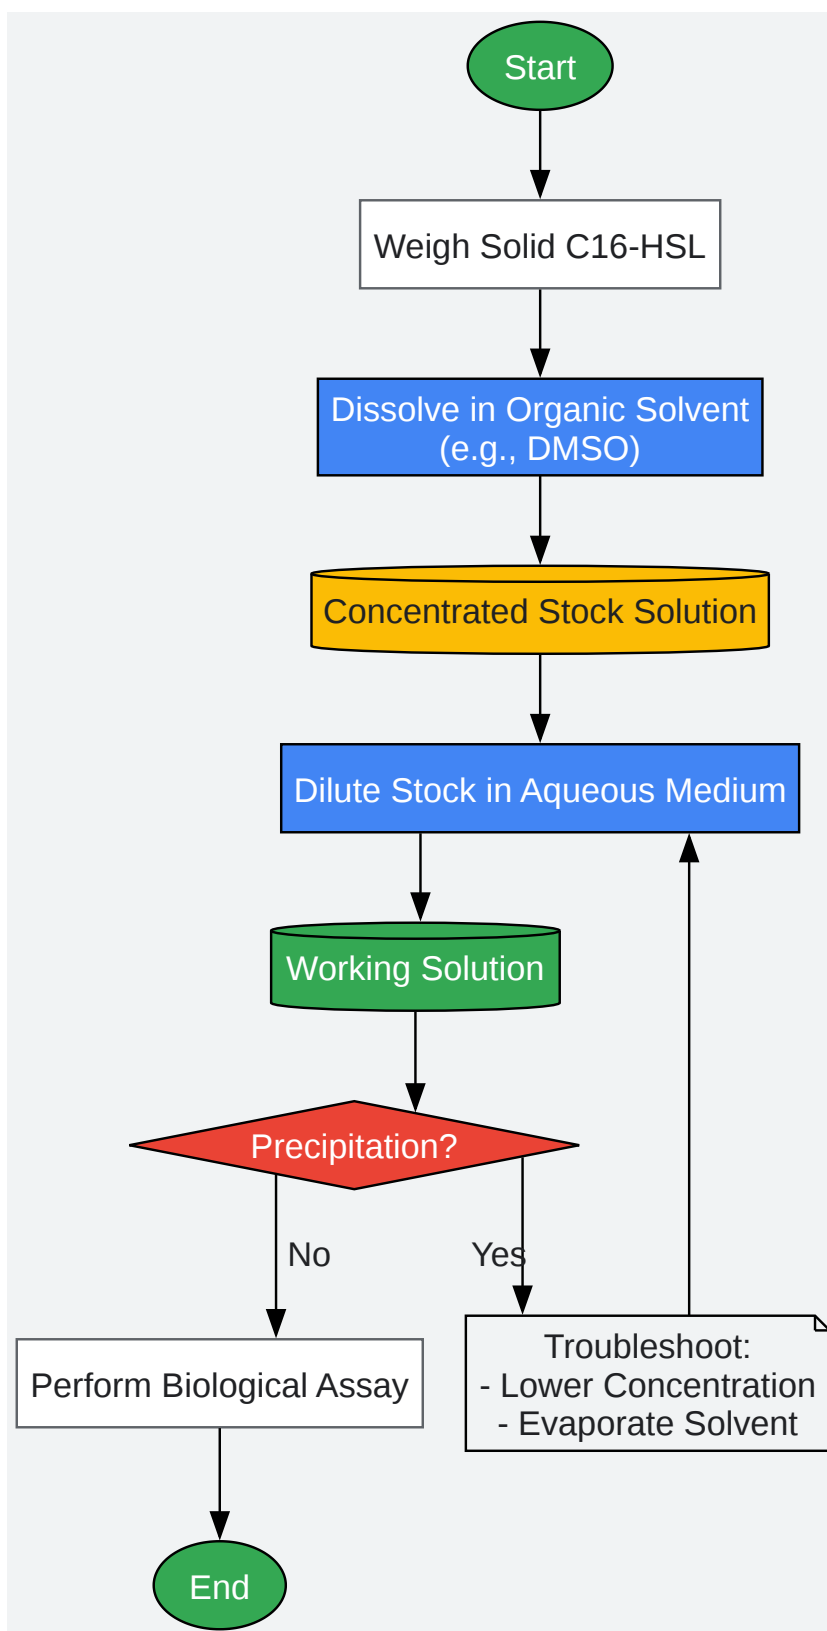 Start
Weigh Solid C16-HSL
Dissolve in Organic Solvent
(e.g., DMSO)
Concentrated Stock Solution
Dilute Stock in Aqueous Medium
Working Solution
Precipitation?
No
Yes
Troubleshoot:
- Lower Concentration
- Evaporate Solvent
Perform Biological Assay
End